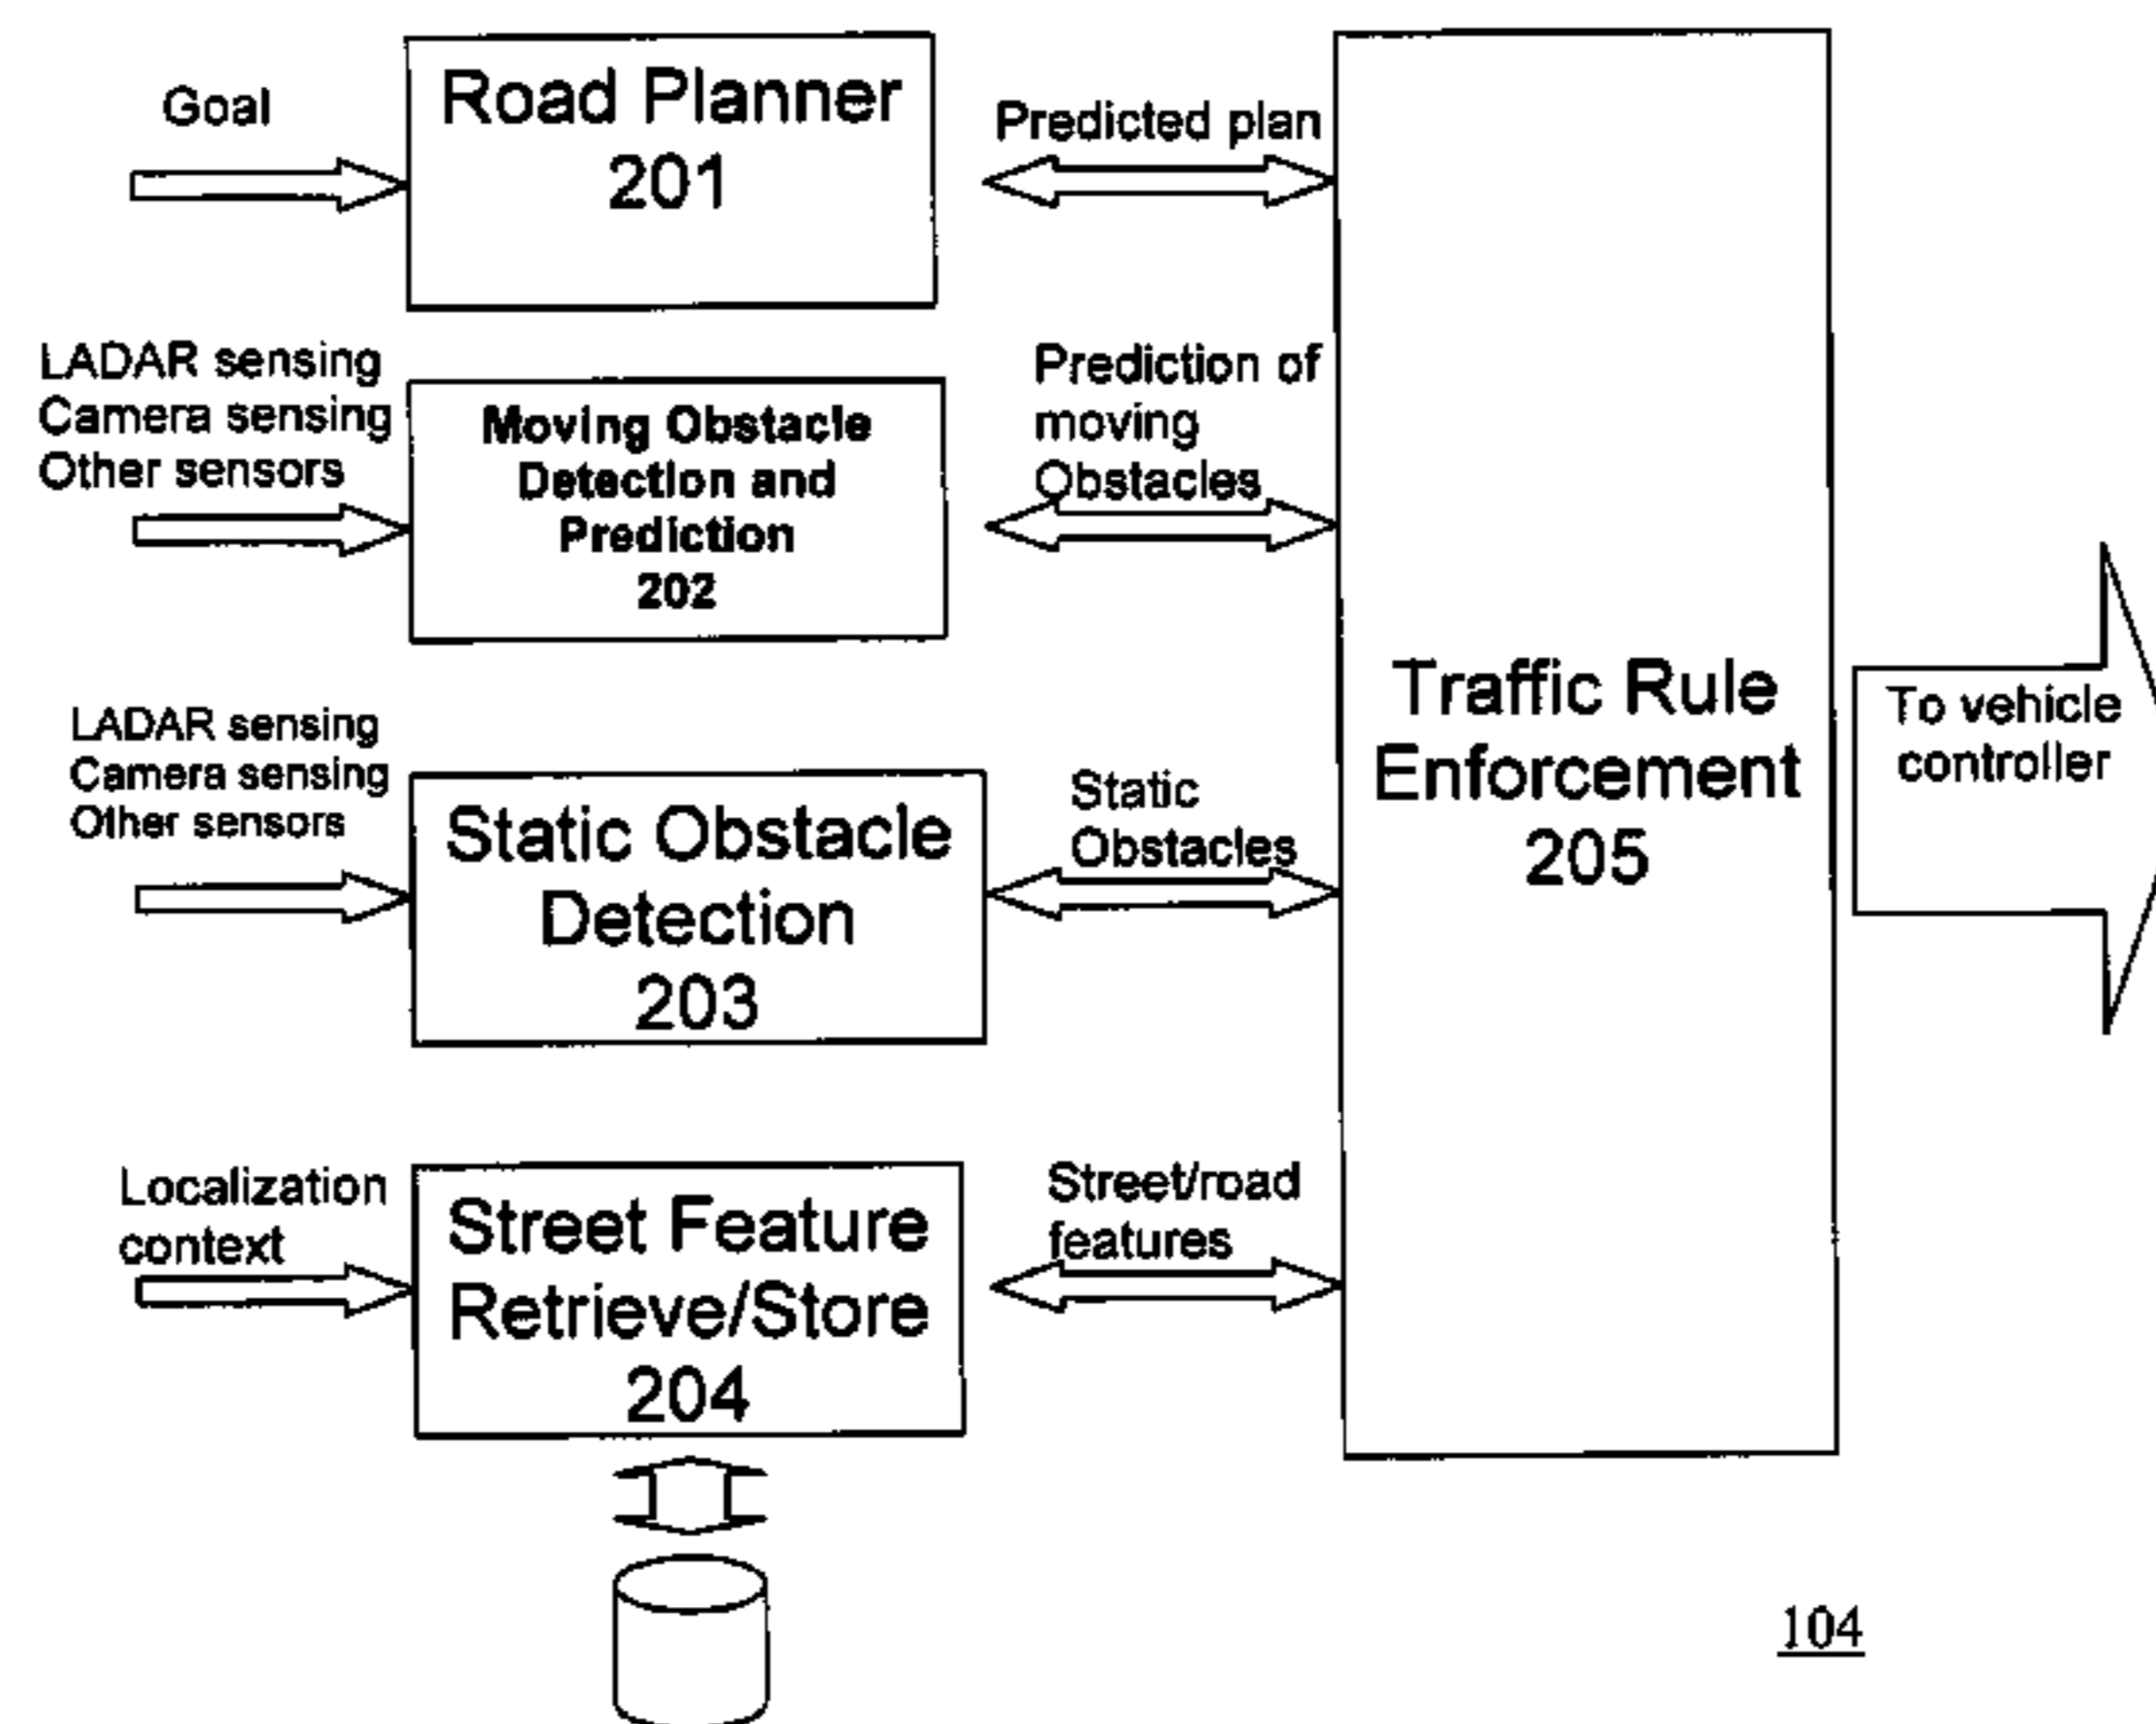 Goal
Road Planner
201
Predicted plan
LADAR sensing
Camera sensing
Other sensors
Moving Obstacle
Detection and
Prediction
202
Prediction of
moving
Obstacles
LADAR sensing
Camera sensing
Other sensors
Static Obstacle
Detection
203
Static
Obstacles
Traffic Rule
Enforcement
205
To vehicle
controller
Localization
context
Street Feature
Retrieve/Store
204
Street/road
features
104